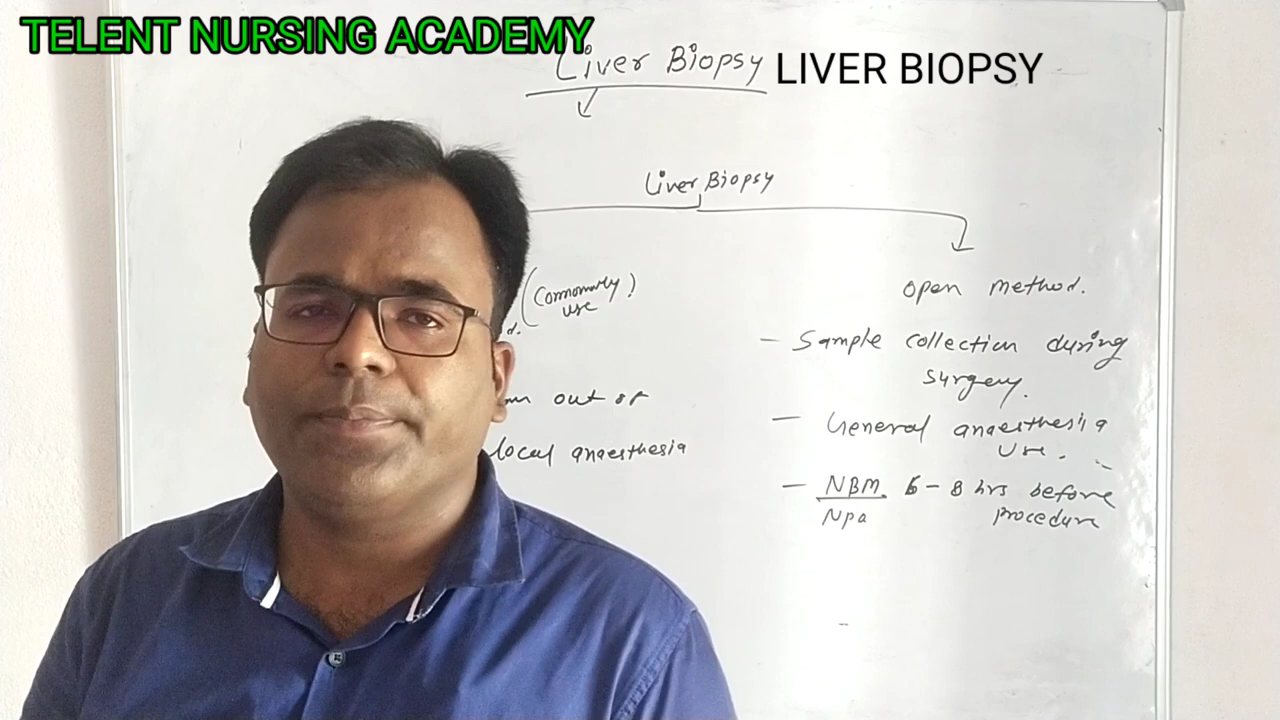 TELENT NURSING ACADEMY
Liver Biopsy LIVER BIOPSY
Liver Biopsy
(Commonly)
use
open method.
- Sample collection during
surgery.
out of
- General anaesthesia
Use.
local anaesthesia
- NBM 6-8 hrs before
Npo procedure